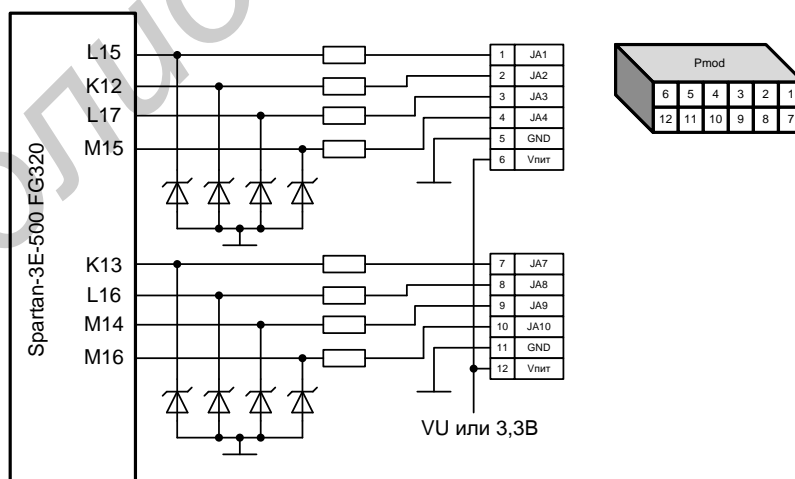 Spartan-3E-500 FG320
L15
K12
L17
M15
K13
L16
M14
M16
1 JA1
2 JA2
3 JA3
4 JA4
5 GND
6 Vпит
7 JA7
8 JA8
9 JA9
10 JA10
11 GND
12 Vпит
VU или 3,3В
Pmod
6 5 4 3 2 1
12 11 10 9 8 7